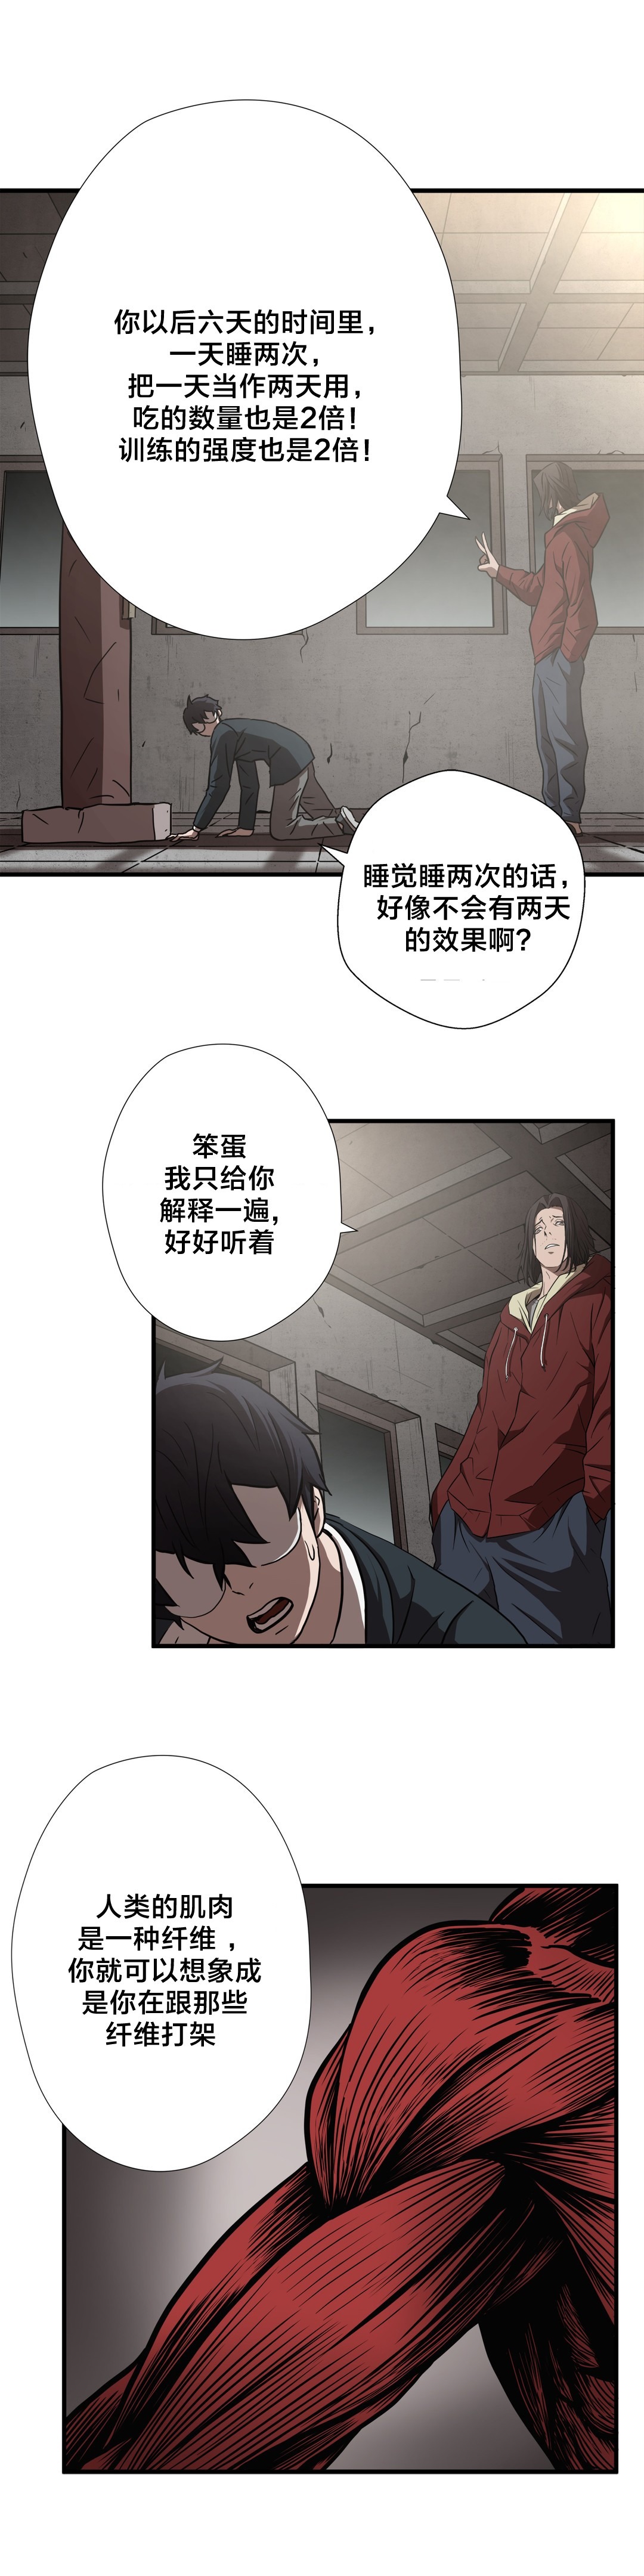 你以后六天的时间里，
一天睡两次，
把一天当作两天用，
吃的数量也是2倍！
训练的强度也是2倍！
睡觉睡两次的话，
好像不会有两天
的效果啊？
笨蛋
我只给你
解释一遍，
好好听着
人类的肌肉
是一种纤维，
你就可以想象成
是你在跟那些
纤维打架